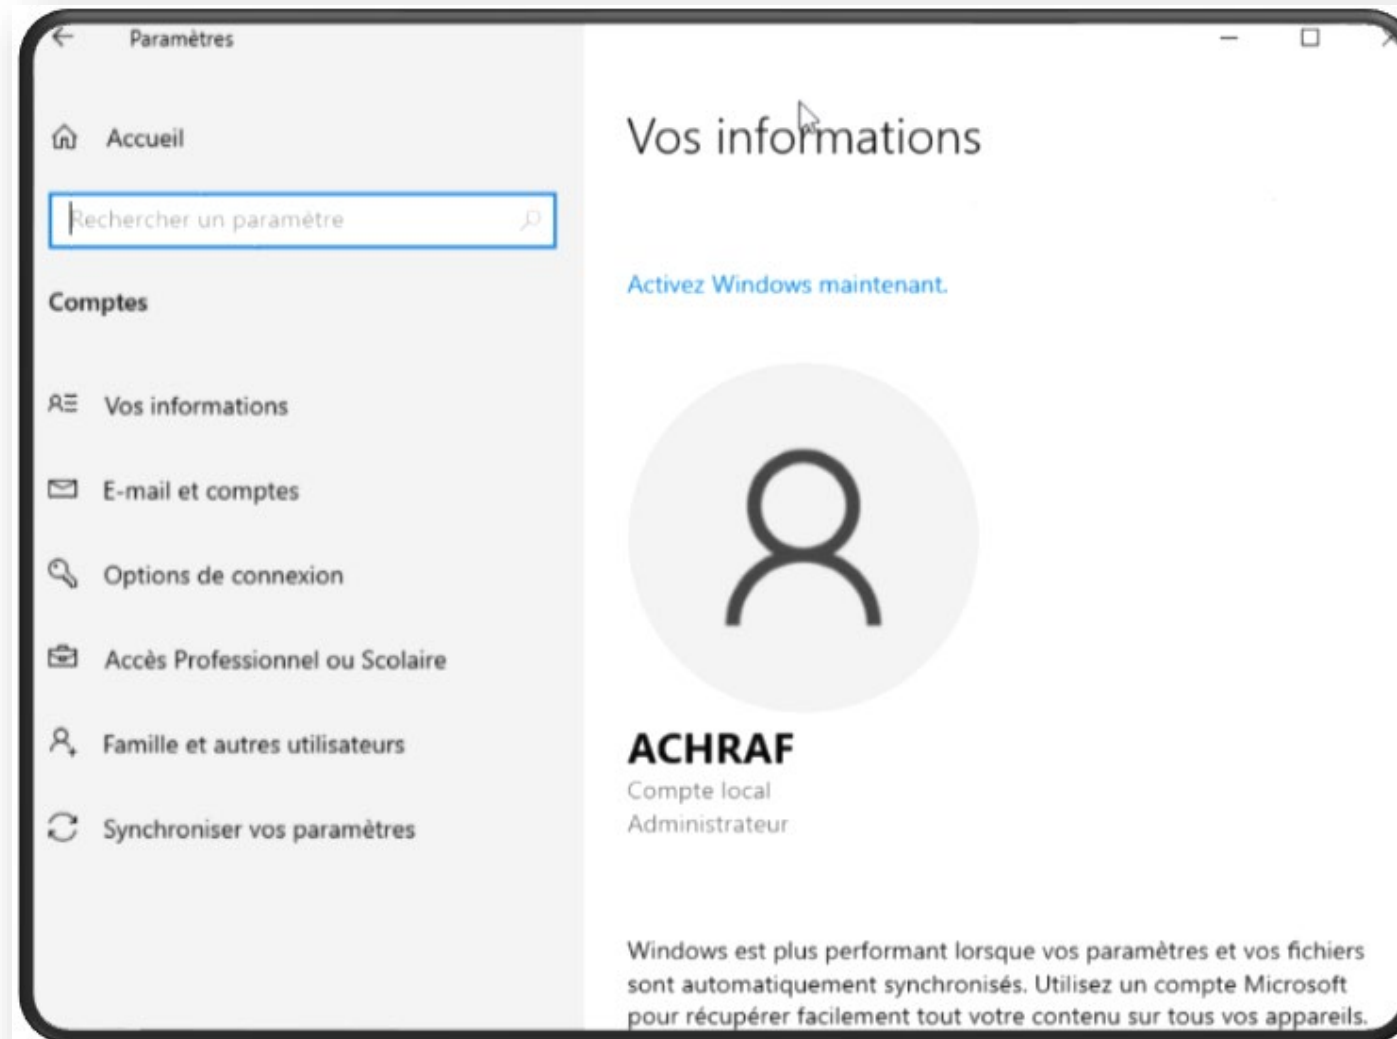 Paramètres
Accueil
Rechercher un paramètre
Comptes
Vos informations
E-mail et comptes
Options de connexion
Accès Professionnel ou Scolaire
Famille et autres utilisateurs
Synchroniser vos paramètres
Vos informations
Activez Windows maintenant.
ACHRAF
Compte local
Administrateur
Windows est plus performant lorsque vos paramètres et vos fichiers
sont automatiquement synchronisés. Utilisez un compte Microsoft
pour récupérer facilement tout votre contenu sur tous vos appareils.